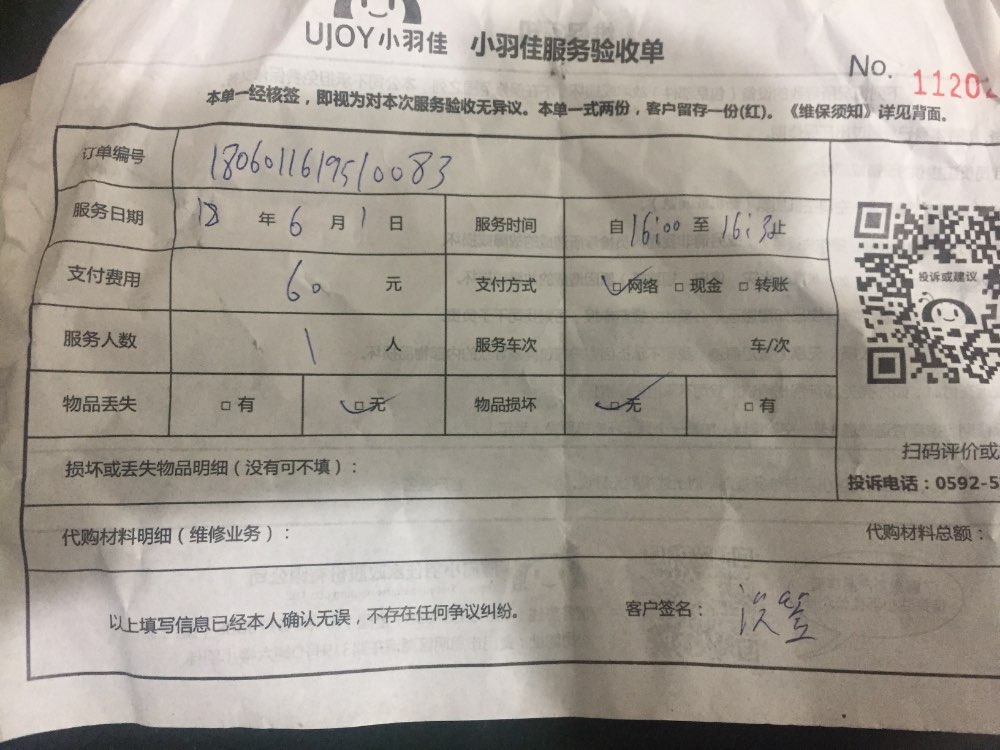 UJOY小羽佳 小羽佳服务验收单
No. 11202
本单一经核签，即视为对本次服务验收无异议。本单一式两份，客户留存一份(红)。《维保须知》详见背面。
订单编号 1806011619510083
服务日期 18 年 6 月 1 日 服务时间 自 16:00 至 16:3 止
支付费用 60 元 支付方式 □网络 □现金 □转账
投诉或建议
服务人数 1 人 服务车次 车/次
物品丢失 □有 □无 物品损坏 □无 □有
扫码评价或
损坏或丢失物品明细（没有可不填）：
投诉电话：0592-5
代购材料明细（维修业务）： 代购材料总额：
以上填写信息已经本人确认无误，不存在任何争议纠纷。 客户签名：